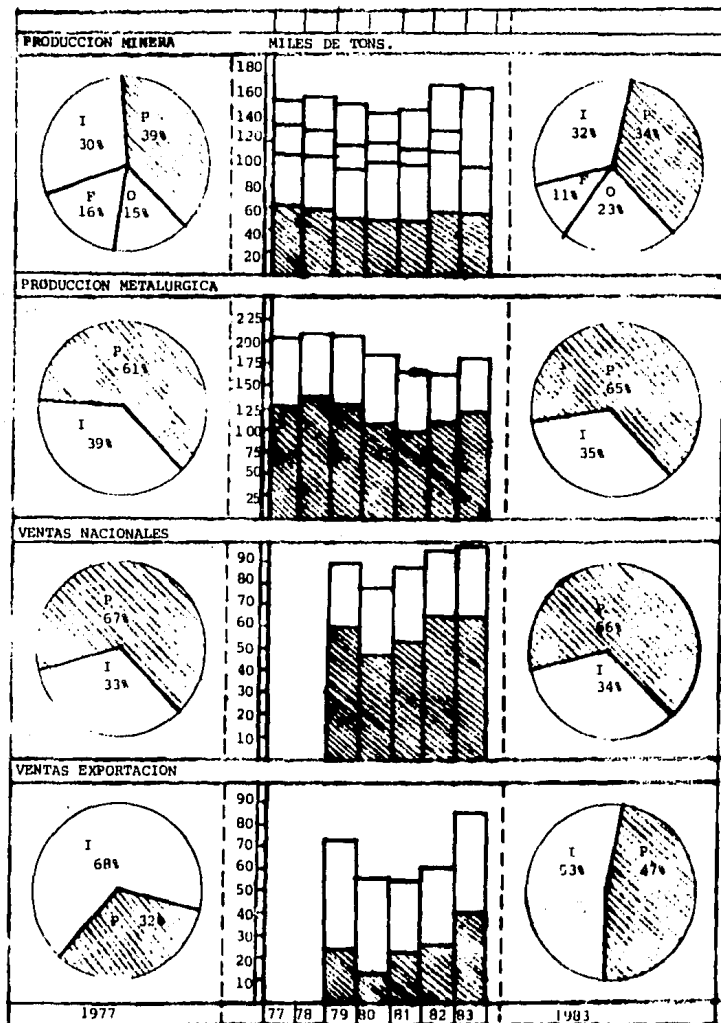 PRODUCCION MINERA
MILES DE TONS.
I
30%
P
39%
F
16%
O
15%
180
160
140
120
100
80
60
40
20
I
32%
P
34%
F
11%
O
23%
PRODUCCION METALURGICA
P
61%
I
39%
225
200
175
150
125
100
75
50
25
P
65%
I
35%
VENTAS NACIONALES
P
67%
I
33%
90
80
70
60
50
40
30
20
10
P
66%
I
34%
VENTAS EXPORTACION
I
68%
P 32%
90
80
70
60
50
40
30
20
10
I
53%
P
47%
1977
77 78 79 80 81 82 83
1983